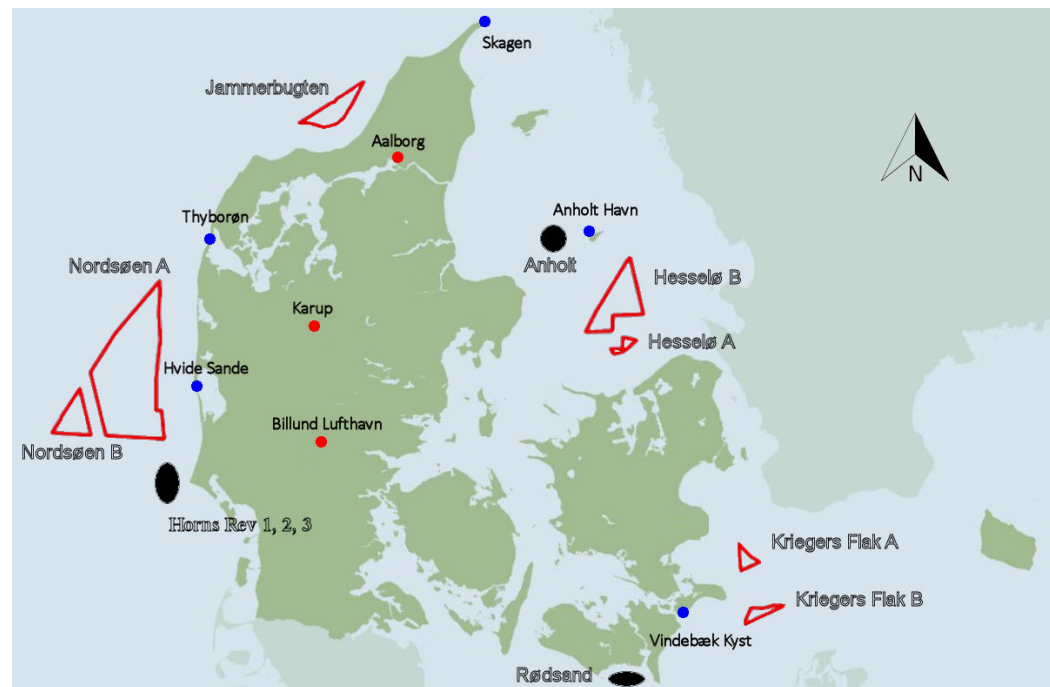 Skagen
Jammerbugten
Aalborg
N
Thyborøn
Anholt Havn
Nordsøen A
Anholt
Hesselø B
Karup
Hesselø A
Hvide Sande
Billund Lufthavn
Nordsøen B
Horns Rev 1, 2, 3
Kriegers Flak A
Kriegers Flak B
Vindebæk Kyst
Rødsand